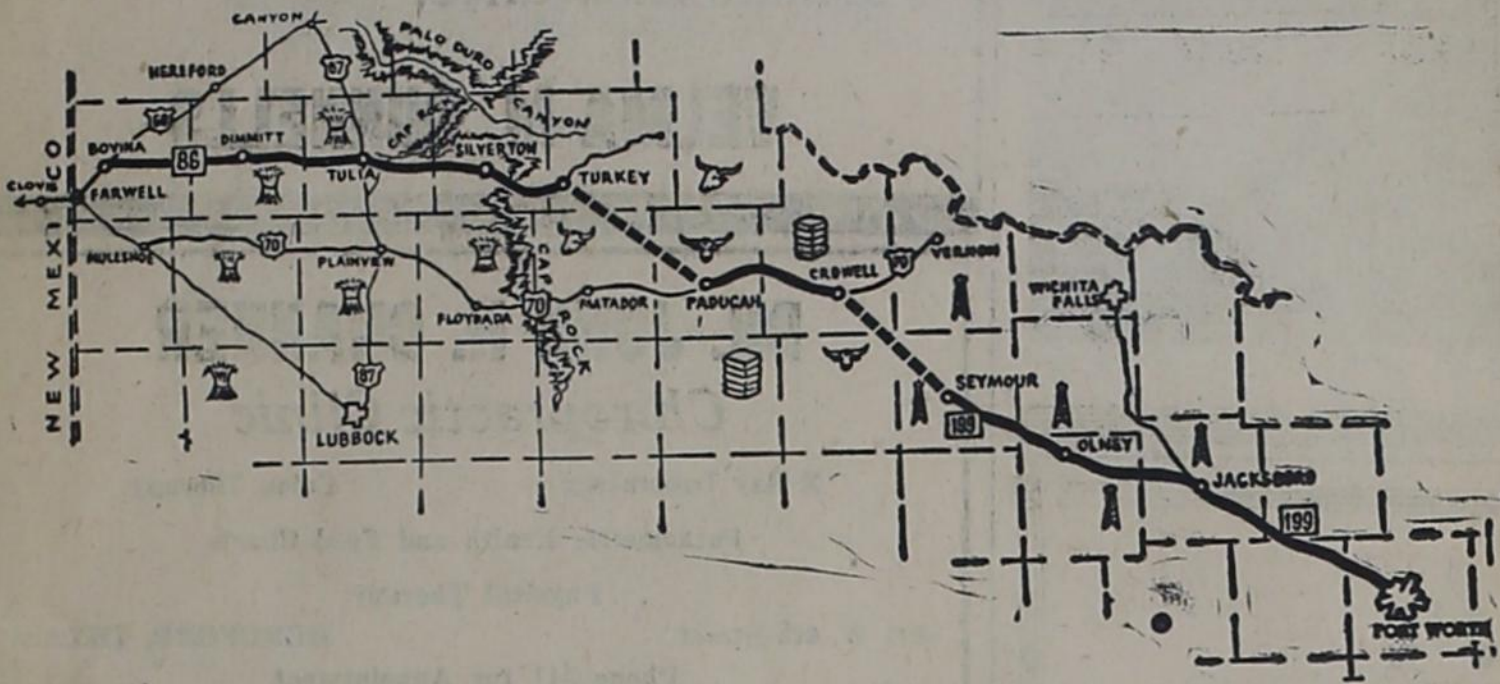 CANYON
PALO DURO
CANYON
87
HEREFORD
CAP ROCK
60
BOVINA
86
DIMMITT
SILVERTON
TULIA
TURKEY
CLOVIS
FARWELL
NEW MEXICO
MULESHOE
70
PLAINVIEW
CAP ROCK
FLOYDADA
70
MATADOR
PADUCAH
CROWELL
70
VERNON
WICHITA
FALLS
87
LUBBOCK
SEYMOUR
199
OLNEY
JACKSBORO
199
FORT WORTH